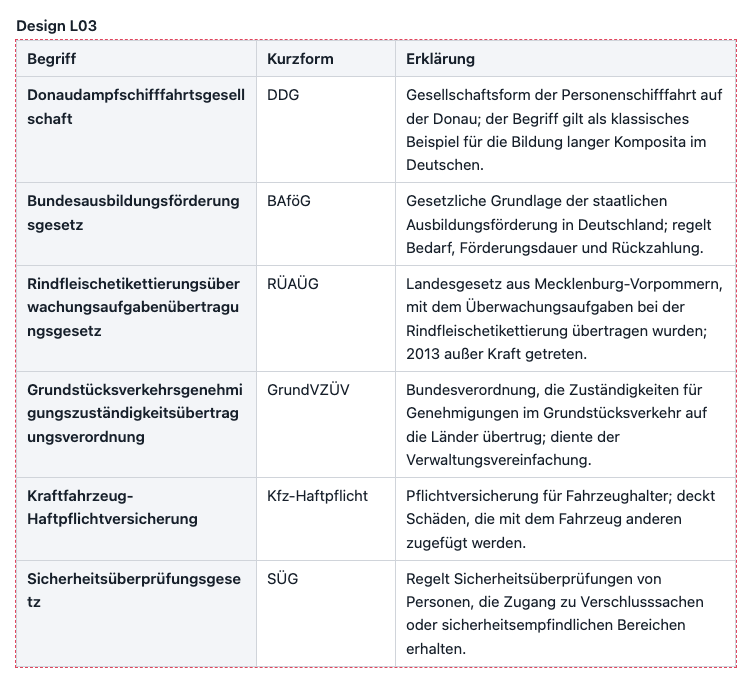 Design L03
Begriff Kurzform Erklärung
Donaudampfschifffahrtsgesell DDG Gesellschaftsform der Personenschifffahrt auf
schaft der Donau; der Begriff gilt als klassisches
Beispiel für die Bildung langer Komposita im
Deutschen.
Bundesausbildungsförderung BAföG Gesetzliche Grundlage der staatlichen
sgesetz Ausbildungsförderung in Deutschland; regelt
Bedarf, Förderungsdauer und Rückzahlung.
Rindfleischetikettierungsüber RÜAÜG Landesgesetz aus Mecklenburg-Vorpommern,
wachungsaufgabenübertragu mit dem Überwachungsaufgaben bei der
ngsgesetz Rindfleischetikettierung übertragen wurden;
2013 außer Kraft getreten.
Grundstücksverkehrsgenehmi GrundVZÜV Bundesverordnung, die Zuständigkeiten für
gungszuständigkeitsübertrag Genehmigungen im Grundstücksverkehr auf
ungsverordnung die Länder übertrug; diente der
Verwaltungsvereinfachung.
Kraftfahrzeug- Kfz-Haftpflicht Pflichtversicherung für Fahrzeughalter; deckt
Haftpflichtversicherung Schäden, die mit dem Fahrzeug anderen
zugefügt werden.
Sicherheitsüberprüfungsgese SÜG Regelt Sicherheitsüberprüfungen von
tz Personen, die Zugang zu Verschlusssachen
oder sicherheitsempfindlichen Bereichen
erhalten.